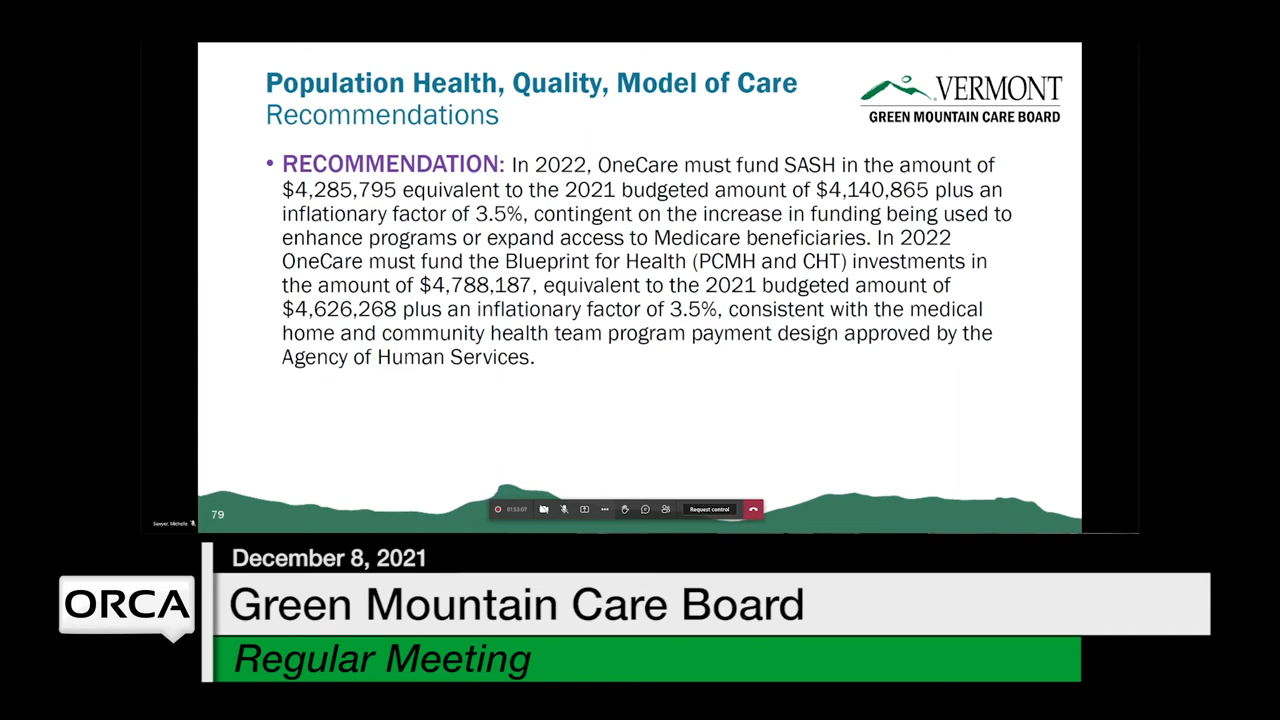 Population Health, Quality, Model of Care
Recommendations
VERMONT
GREEN MOUNTAIN CARE BOARD
• RECOMMENDATION: In 2022, OneCare must fund SASH in the amount of
$4,285,795 equivalent to the 2021 budgeted amount of $4,140,865 plus an
inflationary factor of 3.5%, contingent on the increase in funding being used to
enhance programs or expand access to Medicare beneficiaries. In 2022
OneCare must fund the Blueprint for Health (PCMH and CHT) investments in
the amount of $4,788,187, equivalent to the 2021 budgeted amount of
$4,626,268 plus an inflationary factor of 3.5%, consistent with the medical
home and community health team program payment design approved by the
Agency of Human Services.
79
01:53:07
Request control
Sawyer, Michele
December 8, 2021
ORCA
Green Mountain Care Board
Regular Meeting